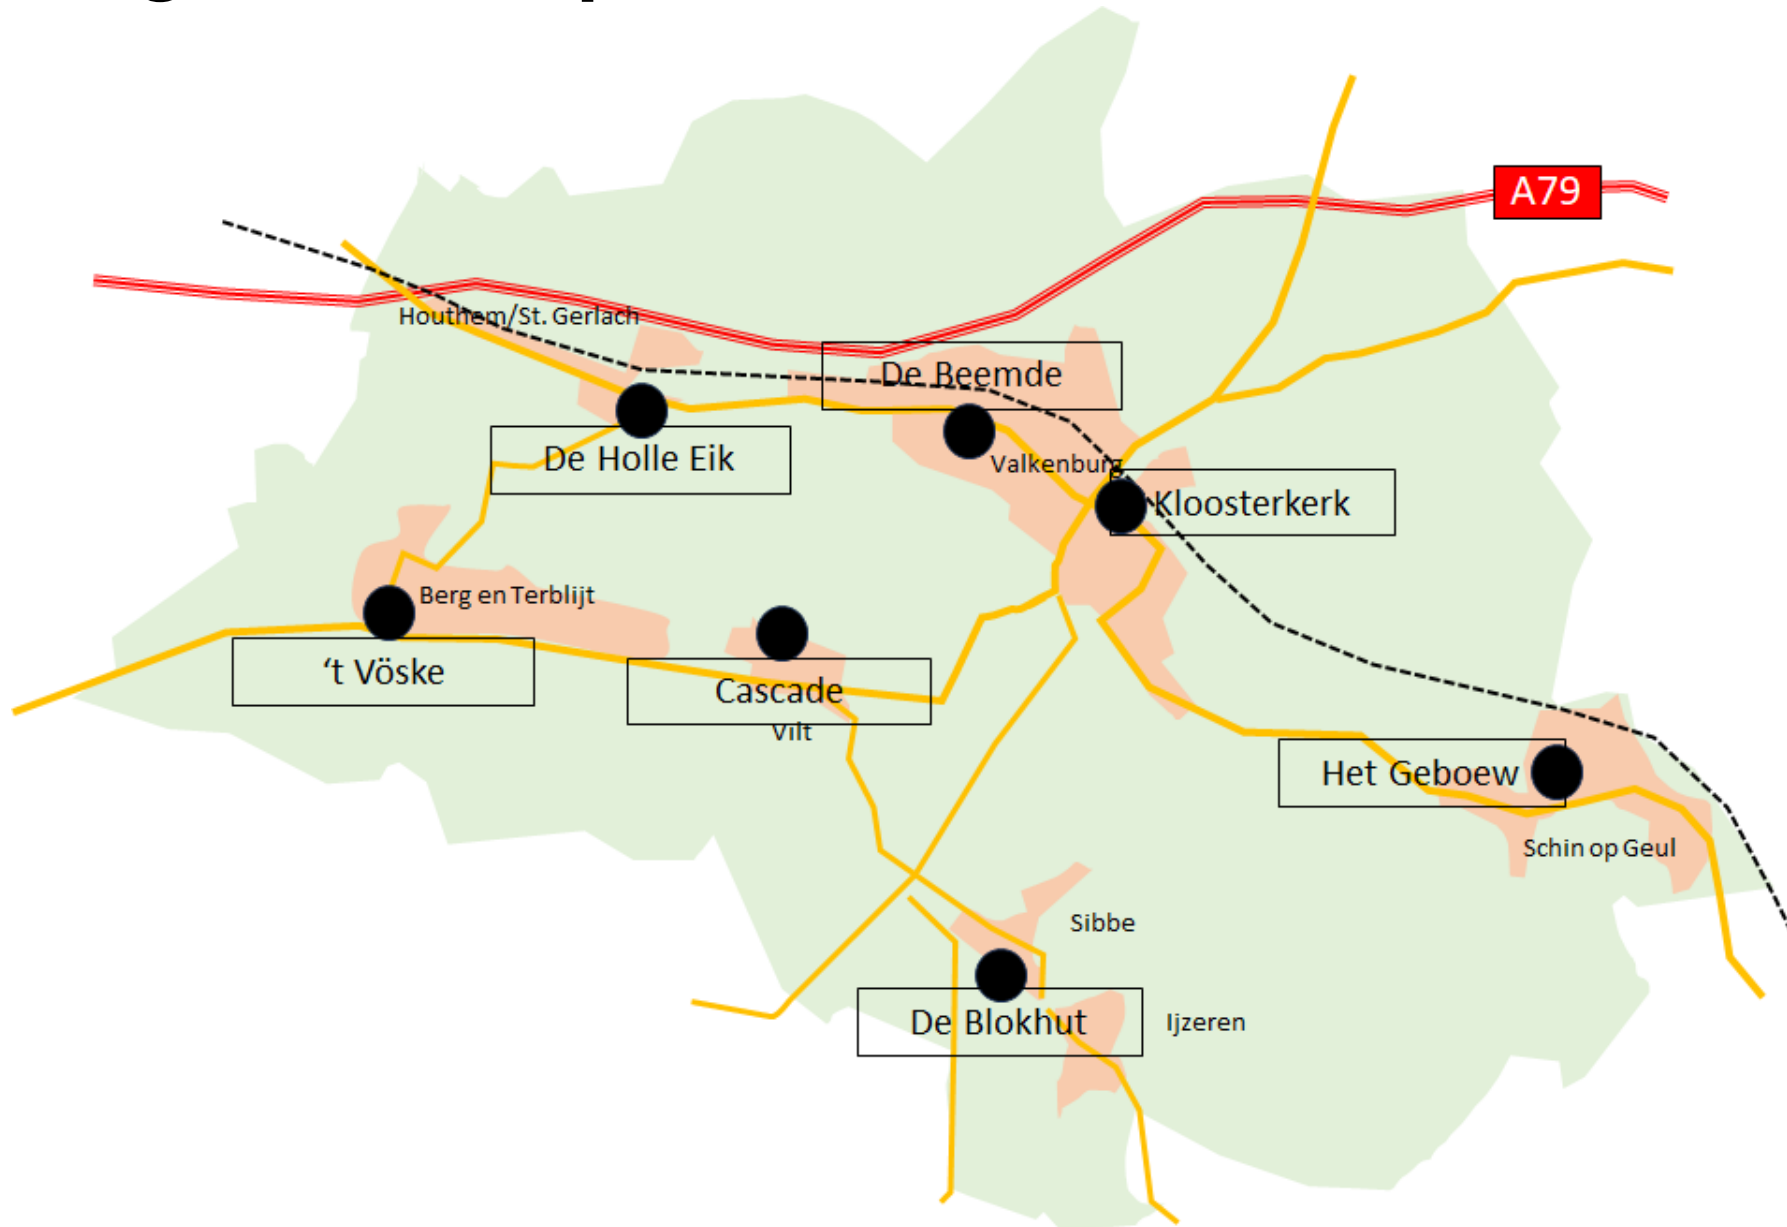 A79
Houthem/St. Gerlach
De Beemde
De Holle Eik
Valkenburg
Kloosterkerk
Berg en Terblijt
‘t Vöske
Cascade
Vilt
Het Geboew
Schin op Geul
Sibbe
De Blokhut
Ijzeren